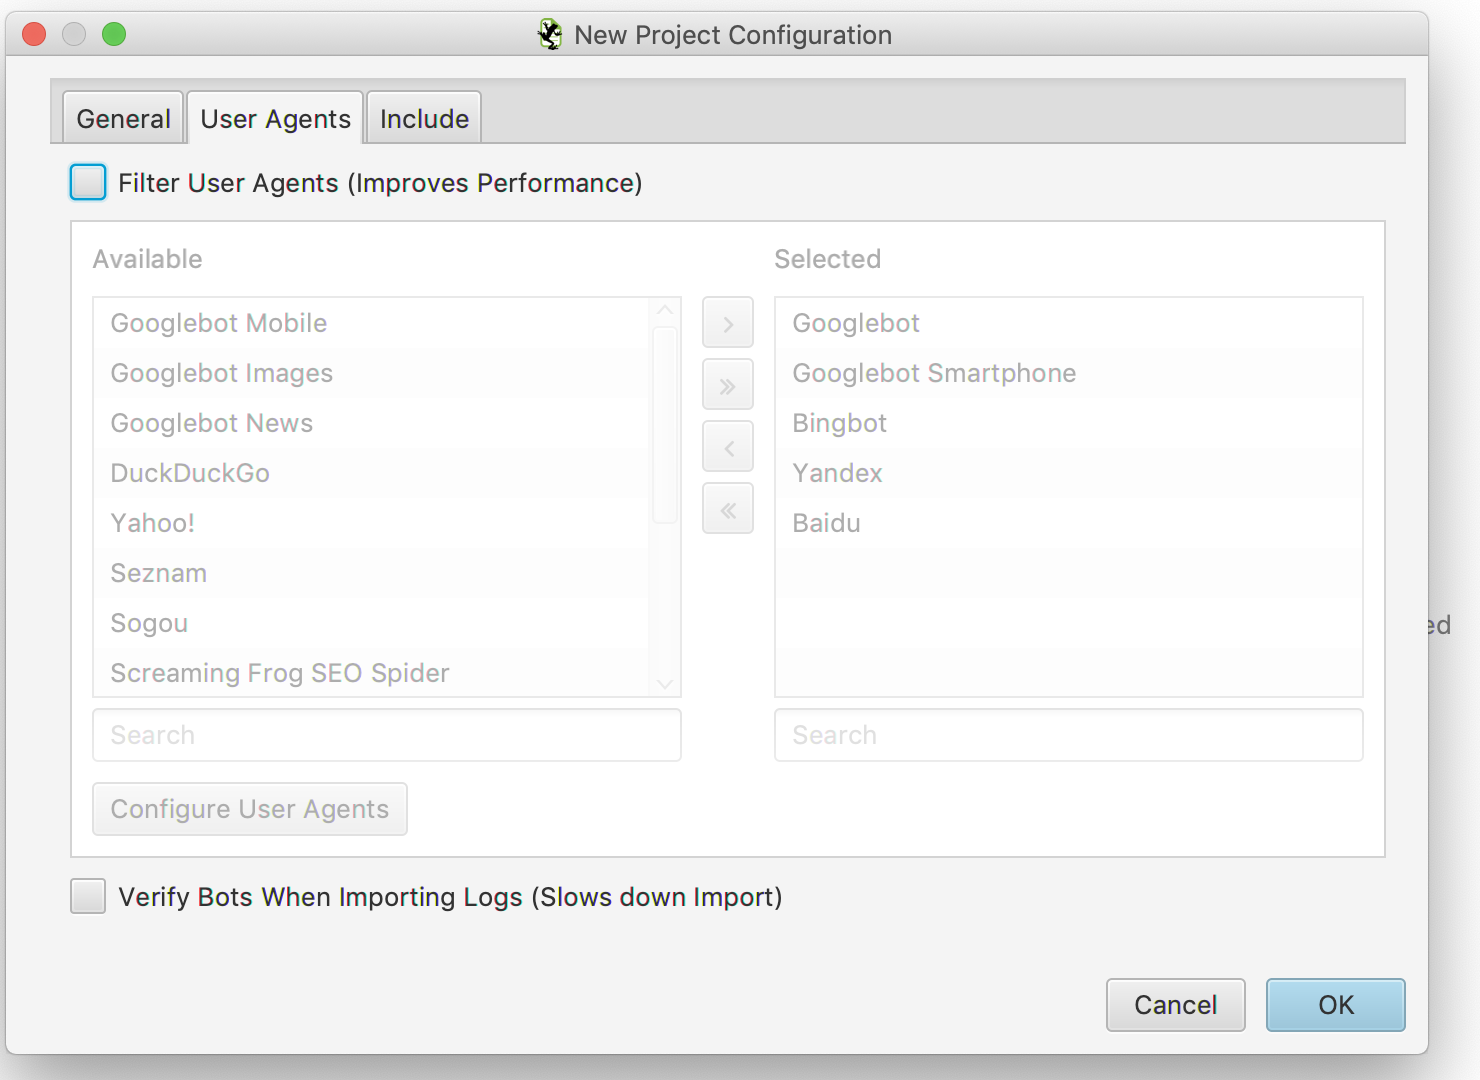 New Project Configuration
General
User Agents
Include
Filter User Agents (Improves Performance)
Available
Googlebot Mobile
Googlebot Images
Googlebot News
DuckDuckGo
Yahoo!
Seznam
Sogou
Screaming Frog SEO Spider
Search
Configure User Agents
Selected
Googlebot
Googlebot Smartphone
Bingbot
Yandex
Baidu
Search
Verify Bots When Importing Logs (Slows down Import)
Cancel
OK